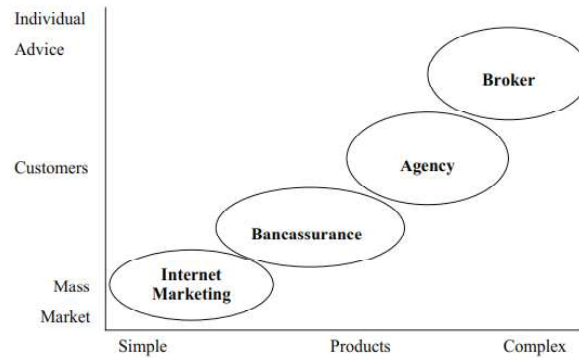 Individual
Advice
Broker
Customers
Agency
Bancassurance
Internet
Marketing
Mass
Market
Simple Products Complex